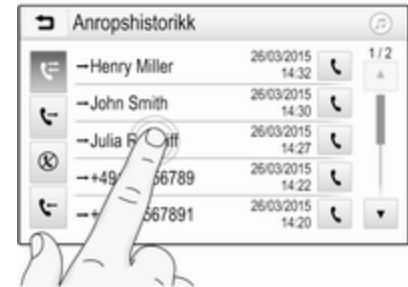 Anropshistorikk
1/2
→Henry Miller 26/03/2015 14:32
→John Smith 26/03/2015 14:30
→Julia 26/03/2015 14:27
26/03/2015 14:22
26/03/2015 14:20